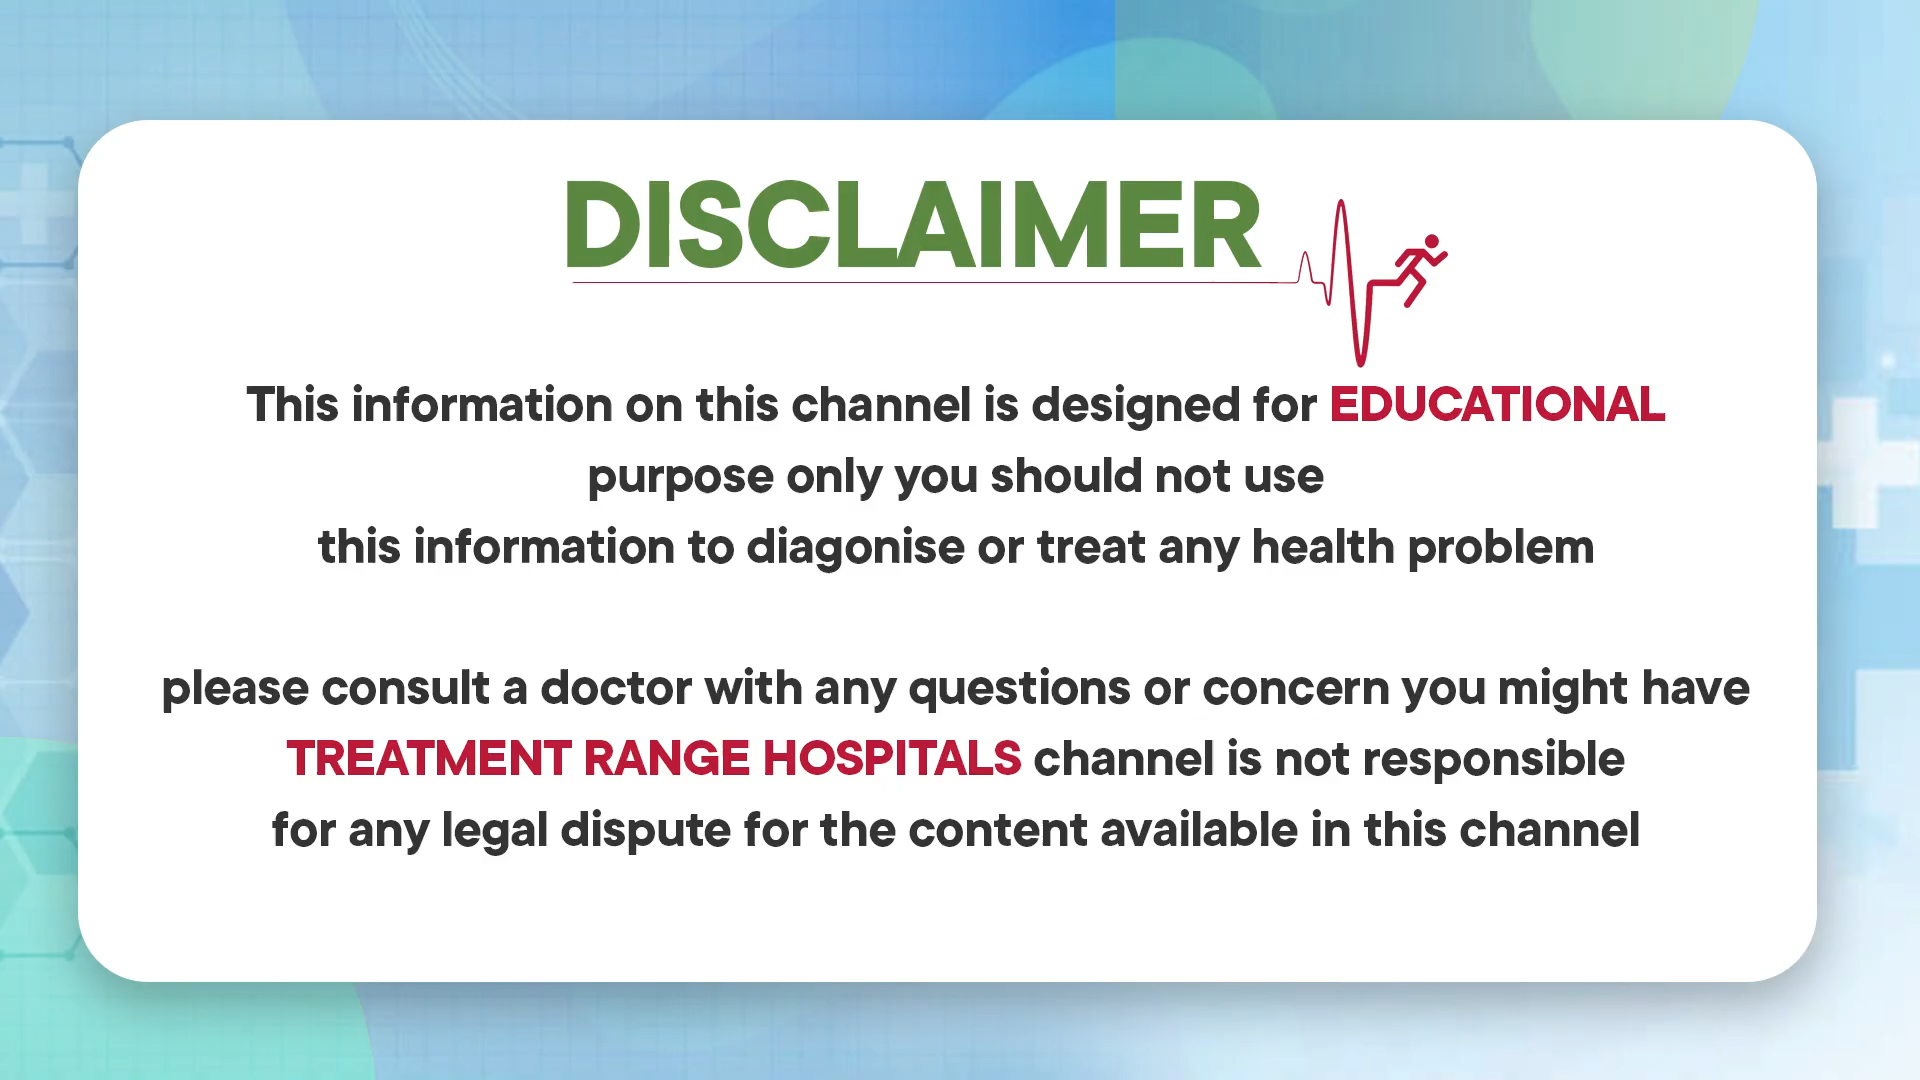 DISCLAIMER
This information on this channel is designed for EDUCATIONAL
purpose only you should not use
this information to diagonise or treat any health problem
please consult a doctor with any questions or concern you might have
TREATMENT RANGE HOSPITALS channel is not responsible
for any legal dispute for the content available in this channel